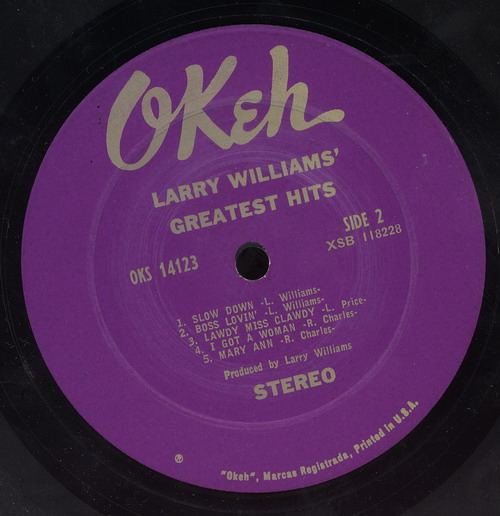 OKeh
LARRY WILLIAMS'
GREATEST HITS
SIDE 2
XSB 118228
OKS 14123
1. SLOW DOWN -L. Williams-
2. BOSS LOVIN' -L. Williams-
3. LAWDY MISS CLAWDY -L. Price-
4. I GOT A WOMAN -R. Charles-
5. MARY ANN -R. Charles-
Produced by Larry Williams
STEREO
℗
"Okeh", Marcas Registrada, Printed in U.S.A.